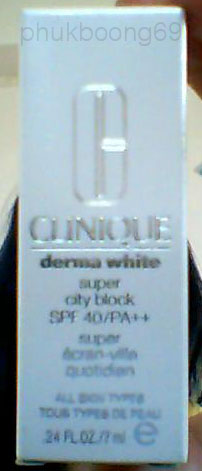 phukboong69
CLINIQUE
derma white
super
city block
SPF 40/PA++
super
écran-ville
quotidien
ALL SKIN TYPES
TOUS TYPES DE PEAU
.24 FL.OZ./7 ml e